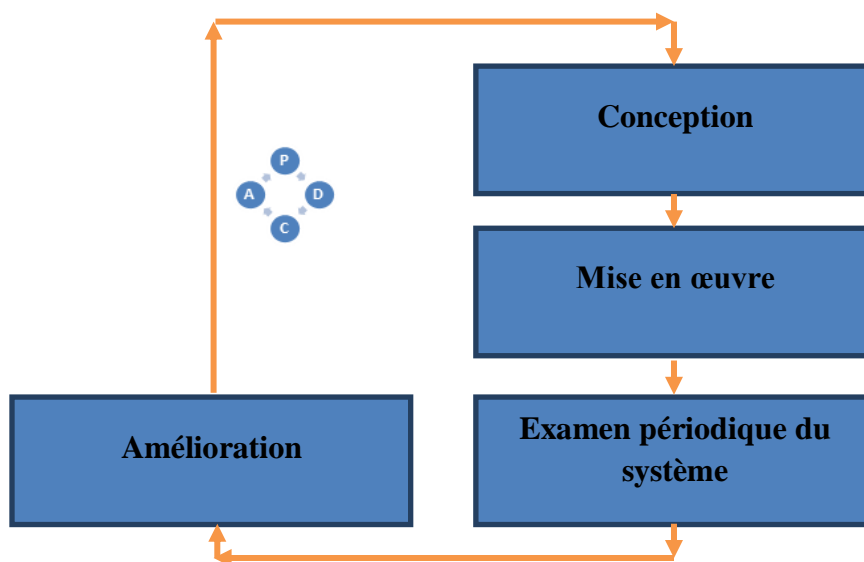 Conception
P
A
D
C
Mise en œuvre
Amélioration
Examen périodique du
système